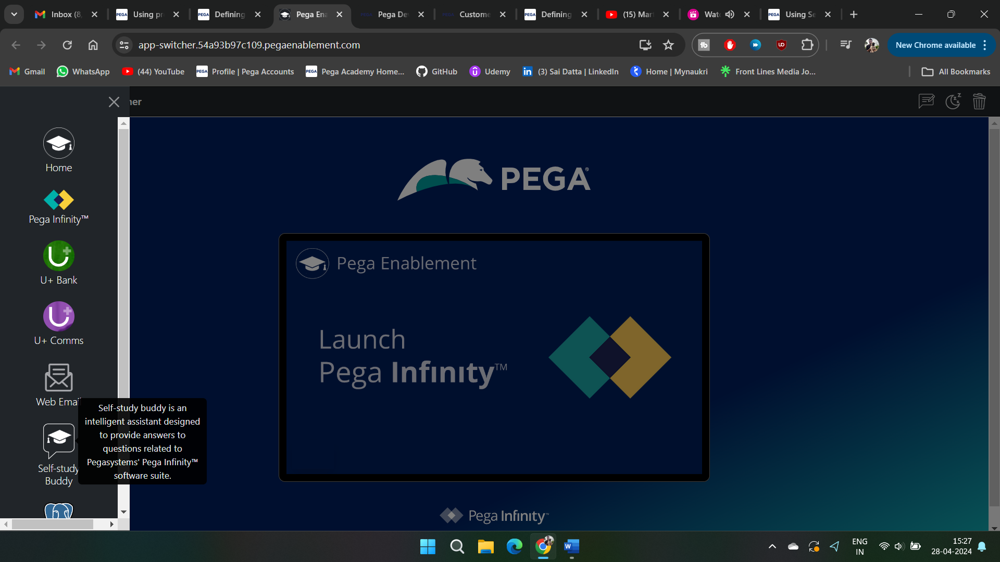 Inbox (8,
Using pr
Defining
Pega Ena
Pega De
Custome
Defining
(15) Mar
Wat
Using Se
app-switcher.54a93b97c109.pegaenablement.com
New Chrome available
Gmail
WhatsApp
(44) YouTube
Profile | Pega Accounts
Pega Academy Home...
GitHub
Udemy
(3) Sai Datta | LinkedIn
Home | Mynaukri
Front Lines Media Jo...
All Bookmarks
her
Home
Pega Infinity™
U+ Bank
U+ Comms
Web Email
Self-study
Buddy
Self-study buddy is an
intelligent assistant designed
to provide answers to
questions related to
Pegasystems' Pega Infinity™
software suite.
PEGA®
Pega Enablement
Launch
Pega Infinity™
Pega Infinity™
ENG
IN
15:27
28-04-2024